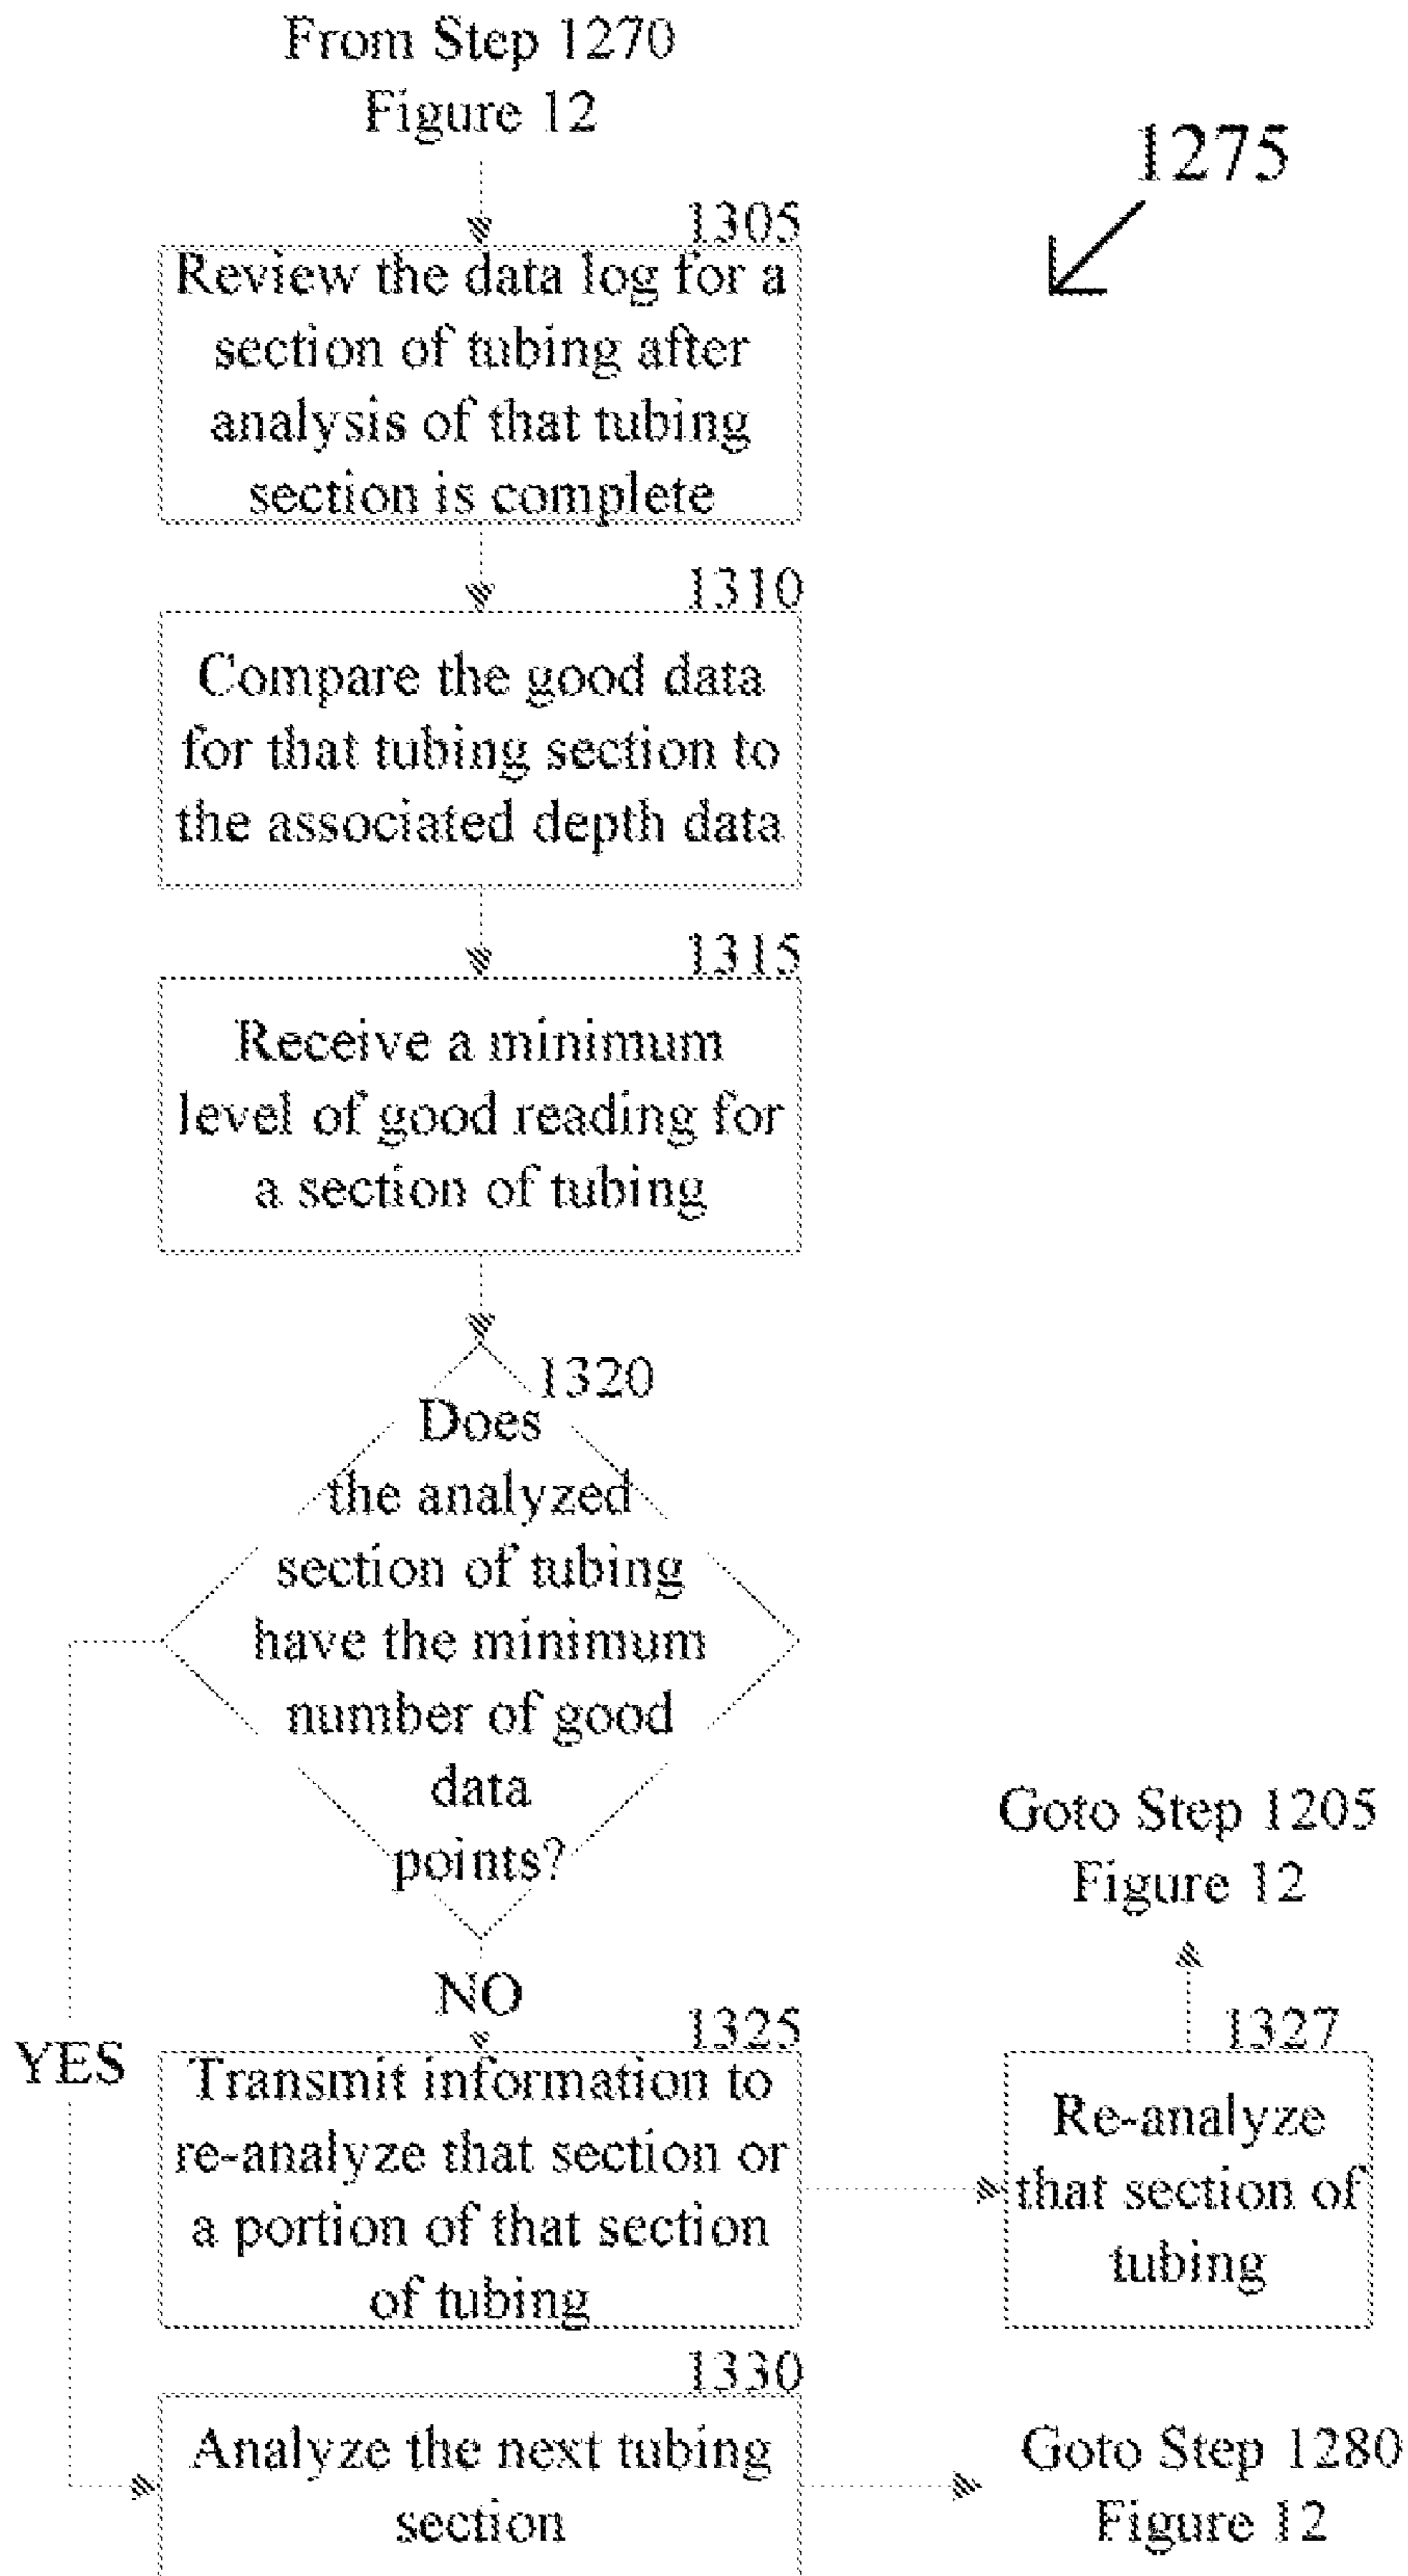 From Step 1270
Figure 12
1275
1305
Review the data log for a
section of tubing after
analysis of that tubing
section is complete
1310
Compare the good data
for that tubing section to
the associated depth data
1315
Receive a minimum
level of good reading for
a section of tubing
1320
Does
the analyzed
section of tubing
have the minimum
number of good
data
points?
NO
YES
1325
Transmit information to
re-analyze that section or
a portion of that section
of tubing
Goto Step 1205
Figure 12
1327
Re-analyze
that section of
tubing
1330
Analyze the next tubing
section
Goto Step 1280
Figure 12